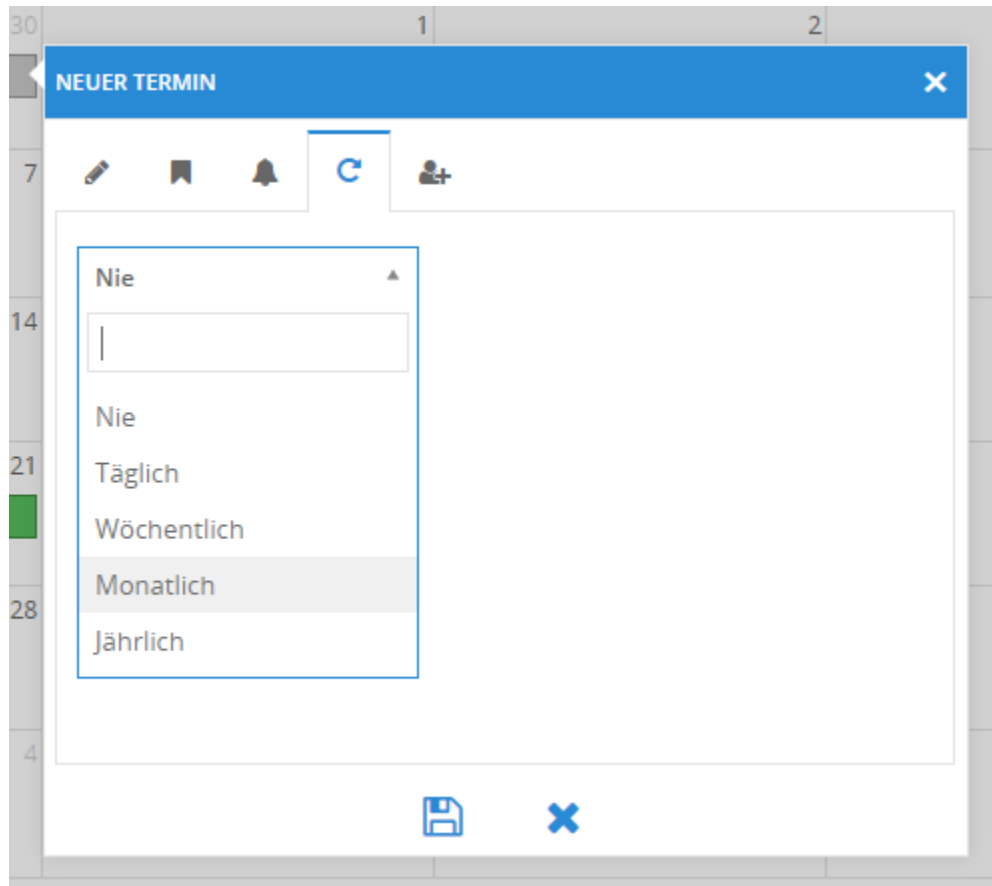 30 1 2
NEUER TERMIN
7
Nie
14
Nie
Täglich
21
Wöchentlich
Monatlich
28
Jährlich
4